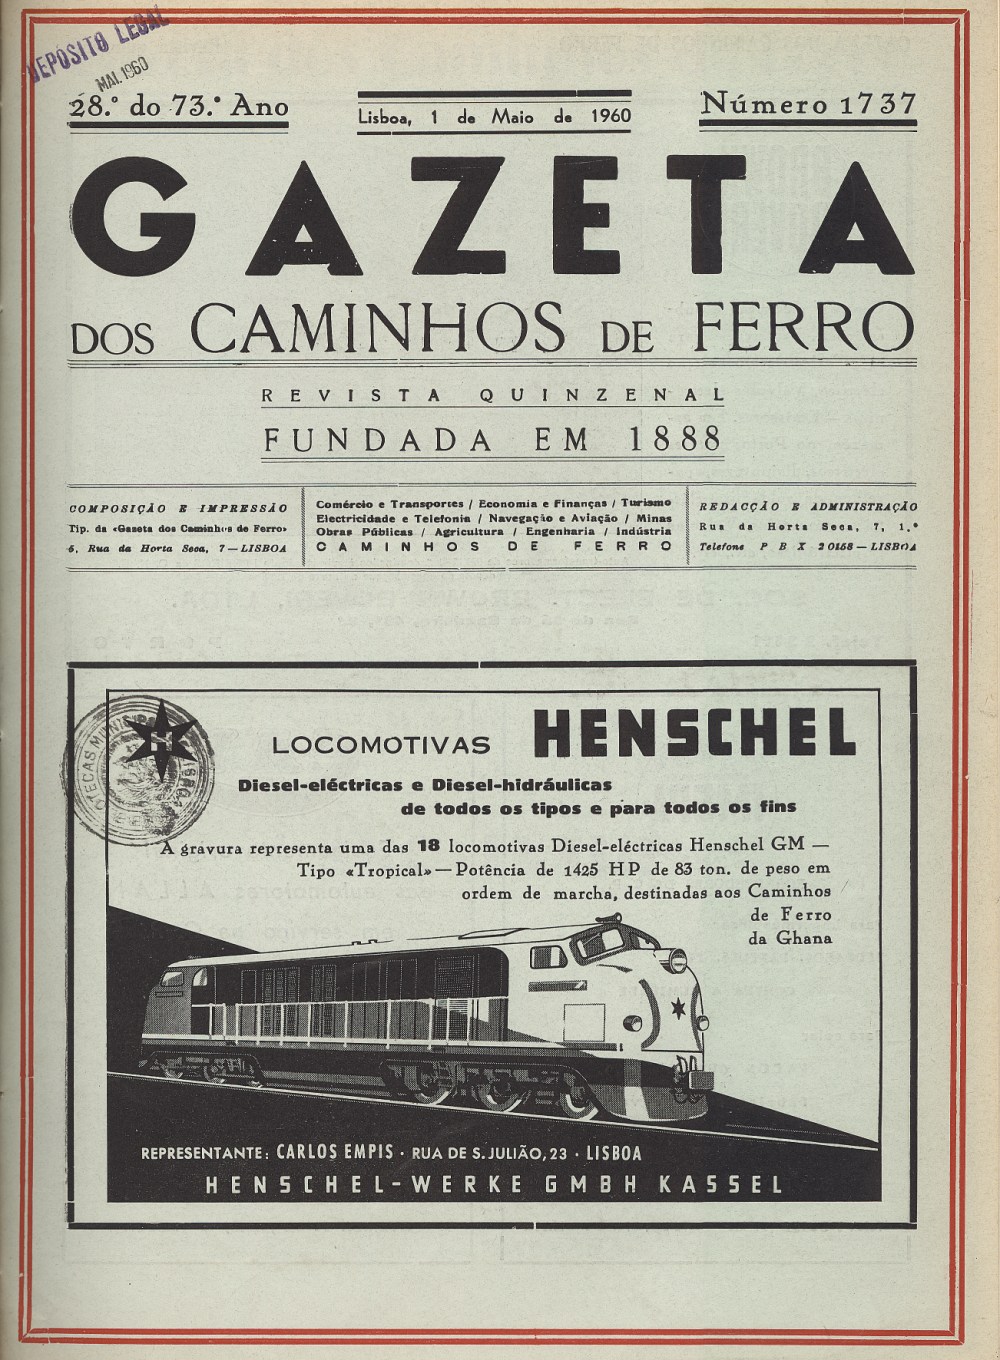 DEPÓSITO LEGAL
MAI. 1960
28.º do 73.º Ano
Lisboa, 1 de Maio de 1960
Número 1737
GAZETA
DOS CAMINHOS DE FERRO
REVISTA QUINZENAL
FUNDADA EM 1888
COMPOSIÇÃO E IMPRESSÃO
Tip. da «Gazeta dos Caminhos de Ferro»
5, Rua da Horta Seca, 7 — LISBOA
Comércio e Transportes / Economia e Finanças / Turismo
Electricidade e Telefonia / Navegação e Aviação / Minas
Obras Públicas / Agricultura / Engenharia / Indústria
CAMINHOS DE FERRO
REDACÇÃO E ADMINISTRAÇÃO
Rua da Horta Seca, 7, 1.º
Telefone PBX 20158 — LISBOA
H
LOCOMOTIVAS HENSCHEL
Diesel-eléctricas e Diesel-hidráulicas
de todos os tipos e para todos os fins
A gravura representa uma das 18 locomotivas Diesel-eléctricas Henschel GM —
Tipo «Tropical» — Potência de 1425 HP de 83 ton. de peso em
ordem de marcha, destinadas aos Caminhos
de Ferro
da Ghana
REPRESENTANTE: CARLOS EMPIS · RUA DE S. JULIÃO, 23 · LISBOA
HENSCHEL-WERKE GMBH KASSEL